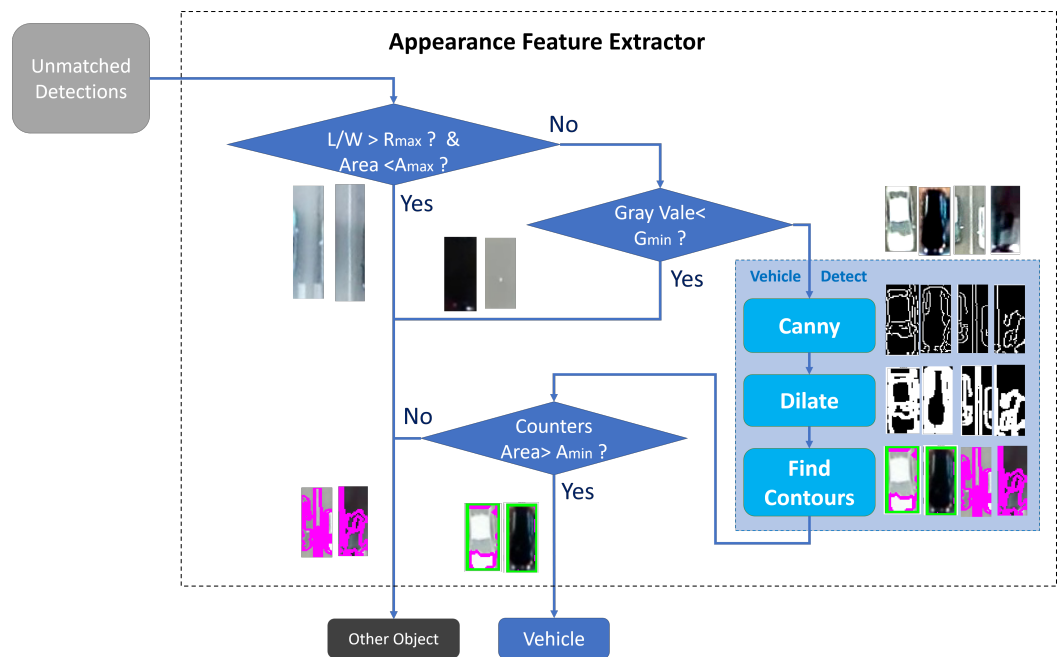 Appearance Feature Extractor
Unmatched
Detections
L/W > Rmax ? &
Area <Amax ?
No
Yes
Gray Vale<
Gmin ?
Yes
Vehicle Detect
Canny
Dilate
Find
Contours
No
Counters
Area> Amin ?
Yes
Other Object
Vehicle